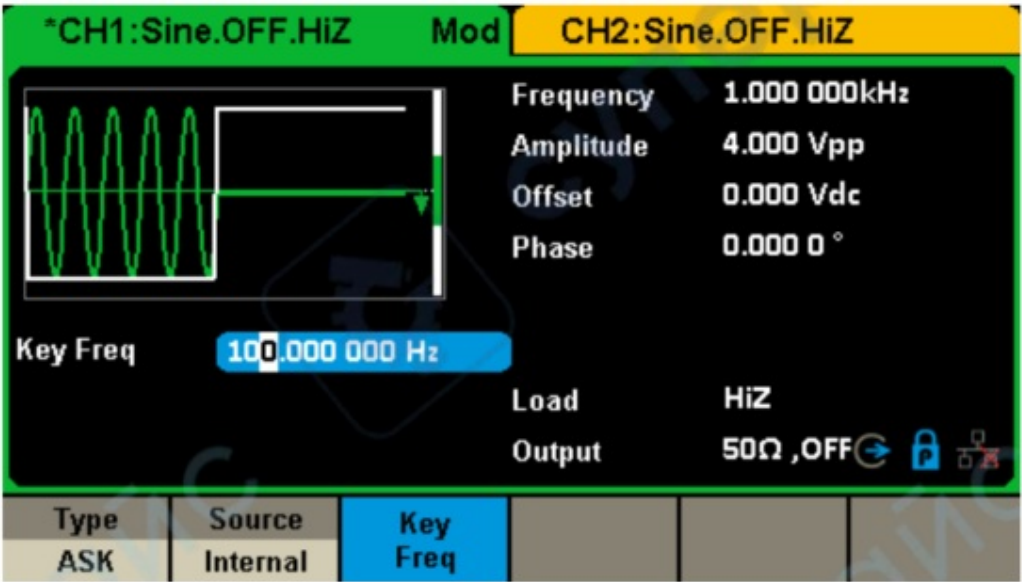 *CH1:Sine.OFF.HiZ Mod CH2:Sine.OFF.HiZ
Frequency 1.000 000kHz
Amplitude 4.000 Vpp
Offset 0.000 Vdc
Phase 0.000 0 °
Key Freq 100.000 000 Hz
Load HiZ
Output 50Ω ,OFF P
Type Source Key
ASK Internal Freq